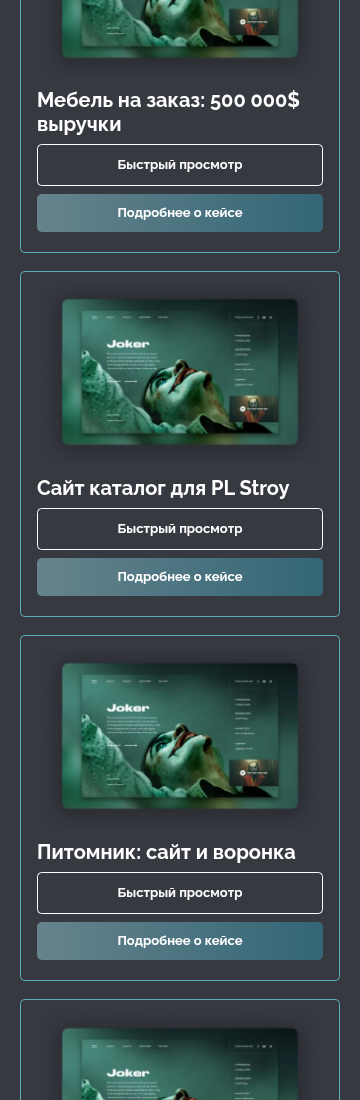 Мебель на заказ: 500 000$
выручки
Быстрый просмотр
Подробнее о кейсе
Joker
Сайт каталог для PL Stroy
Быстрый просмотр
Подробнее о кейсе
Joker
Питомник: сайт и воронка
Быстрый просмотр
Подробнее о кейсе
Joker